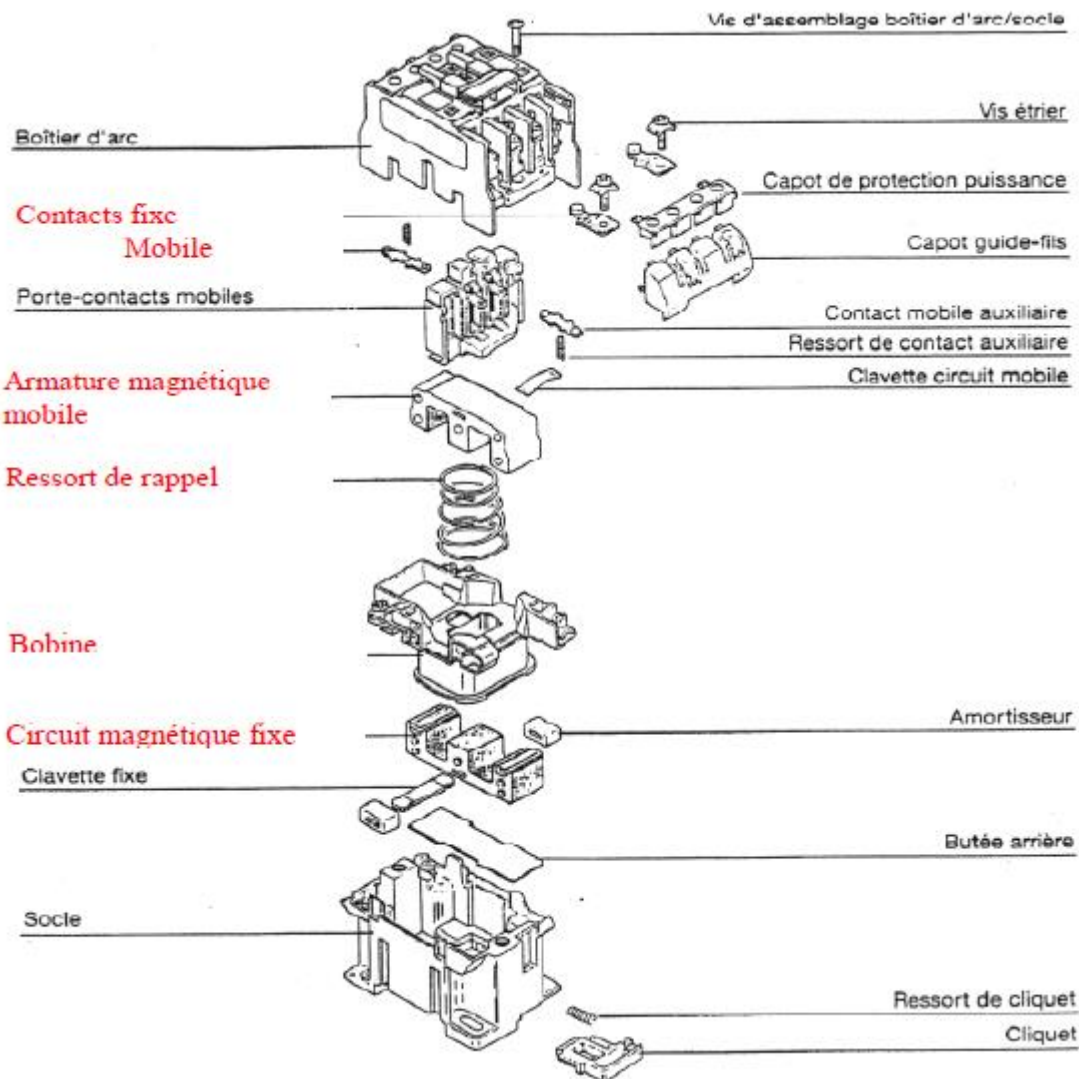 Vis d'assemblage boîtier d'arc/socle
Vis étrier
Boîtier d'arc
Capot de protection puissance
Contacts fixe
Mobile
Capot guide-fils
Porte-contacts mobiles
Contact mobile auxiliaire
Ressort de contact auxiliaire
Armature magnétique
mobile
Clavette circuit mobile
Ressort de rappel
Bobine
Amortisseur
Circuit magnétique fixe
Clavette fixe
Butée arrière
Socle
Ressort de cliquet
Cliquet